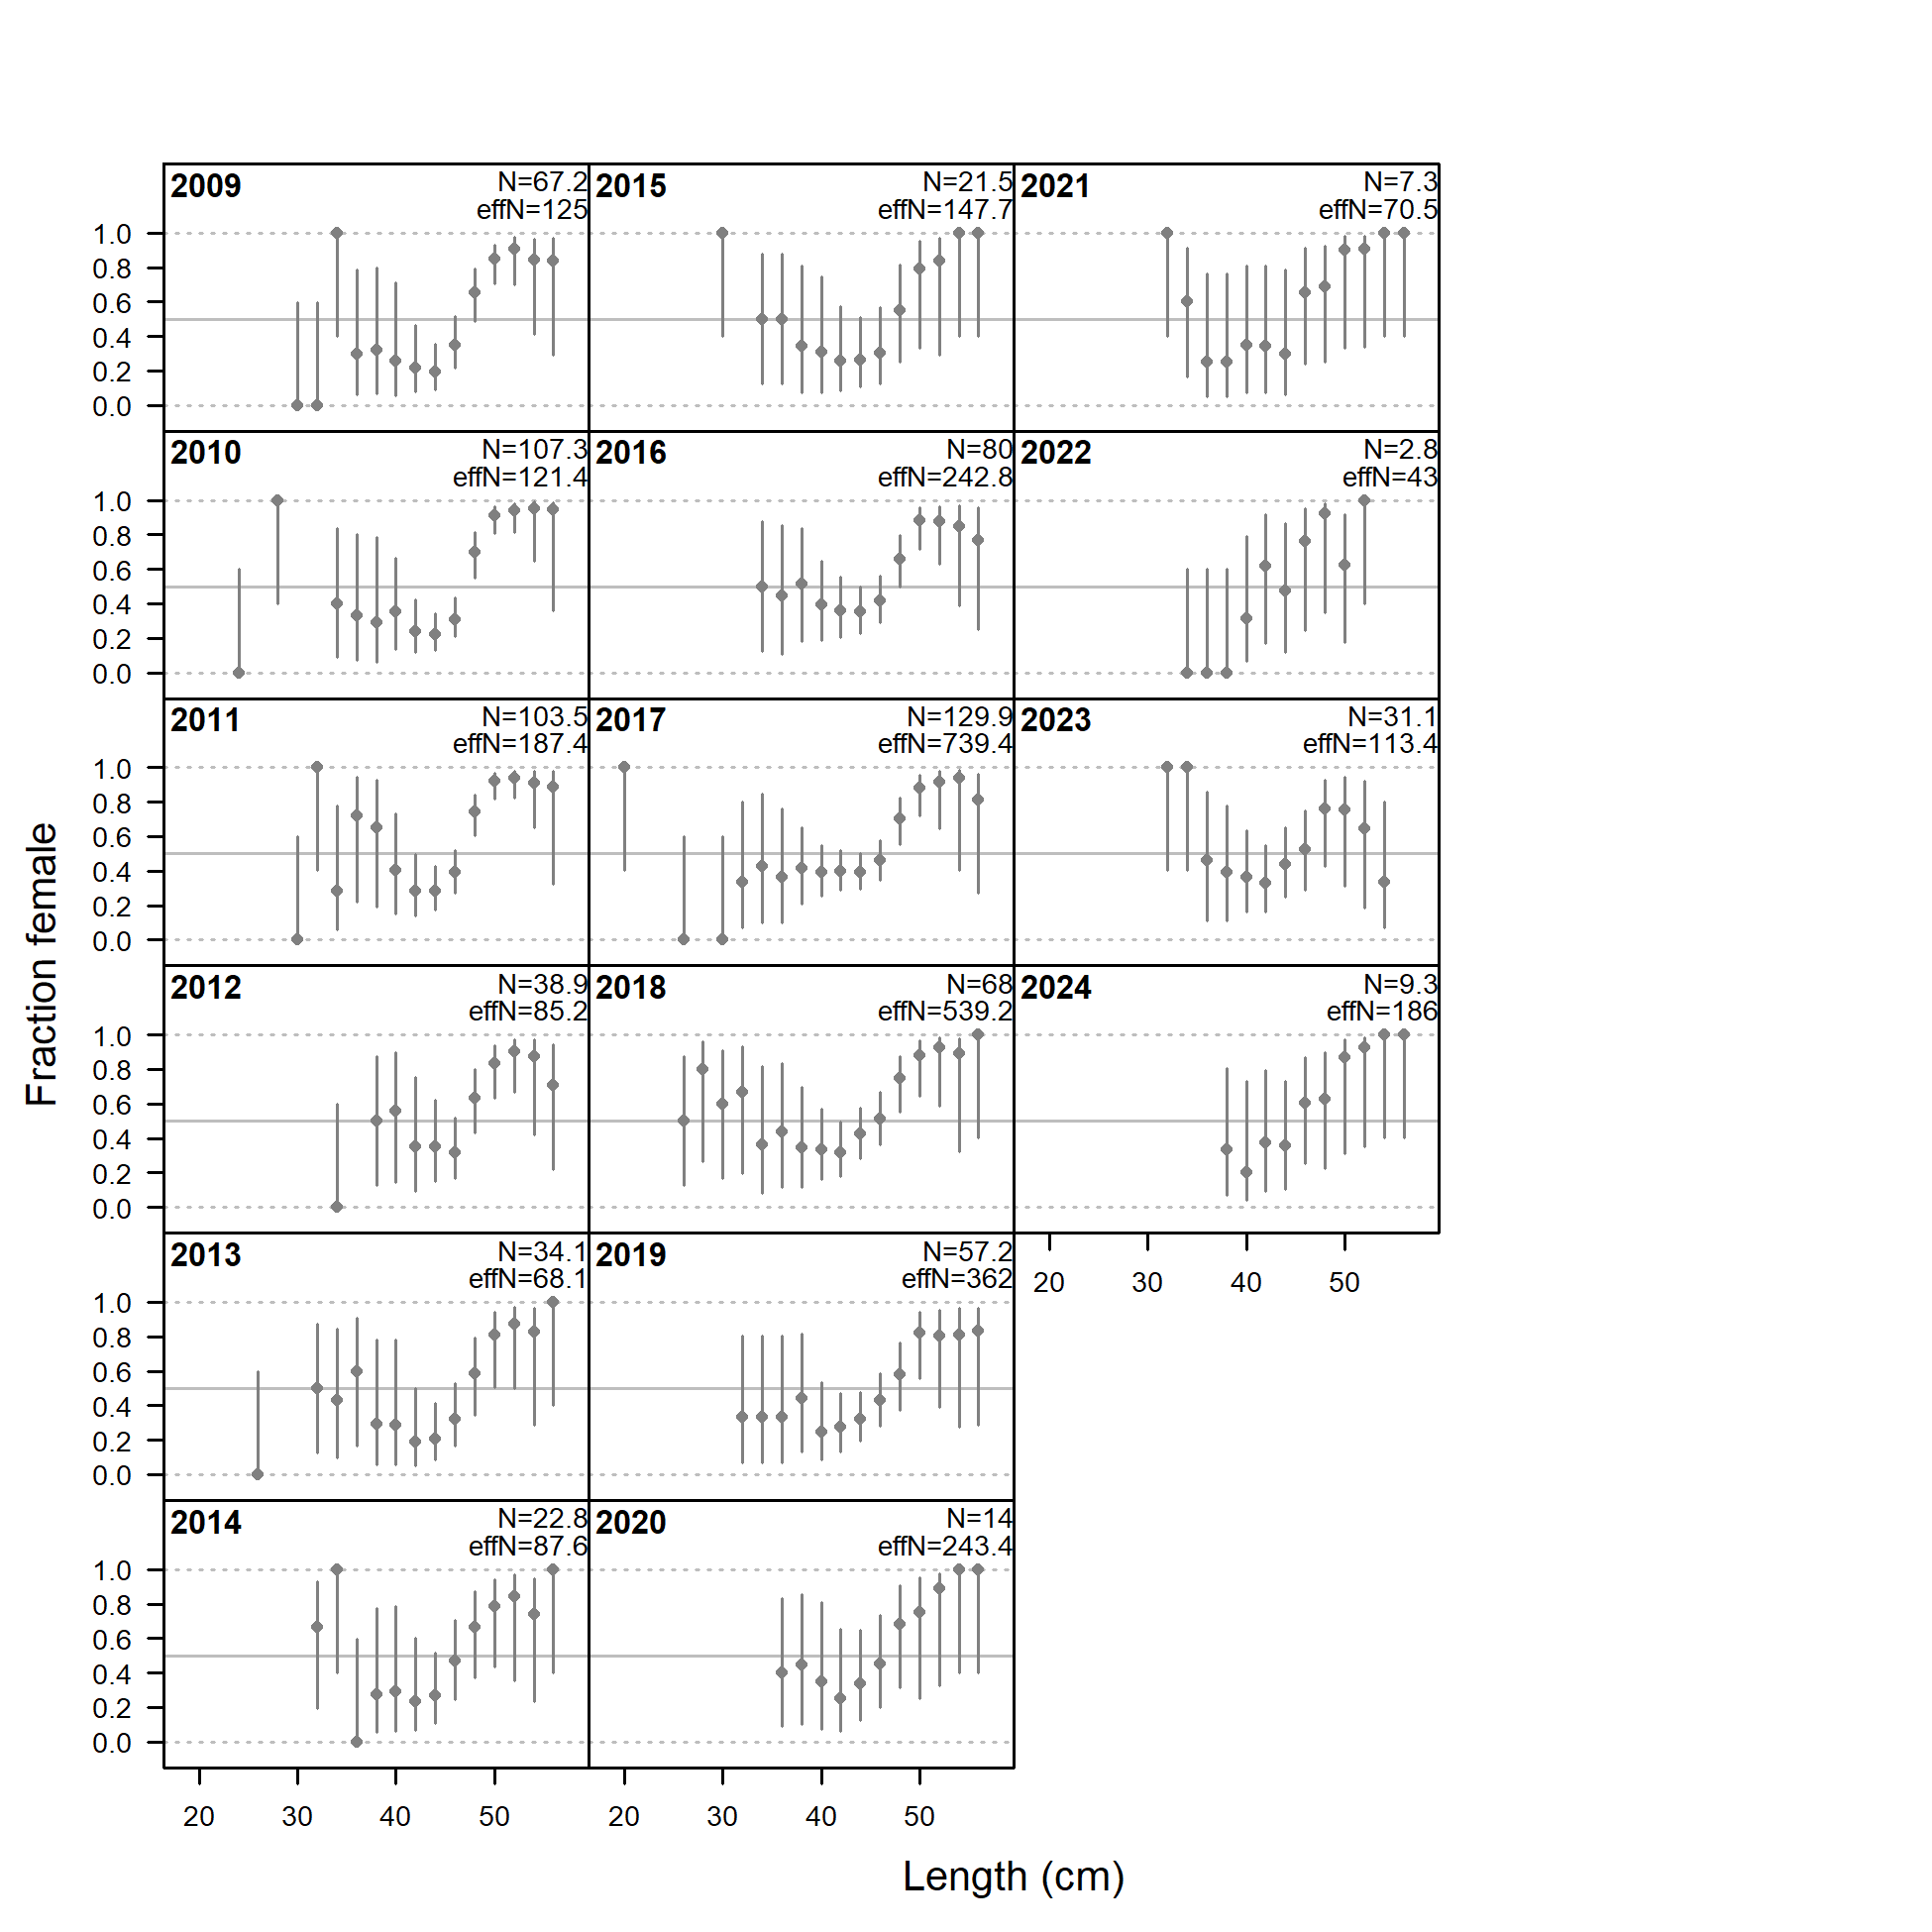 2009
N=67.2
effN=125
2015
N=21.5
effN=147.7
2021
N=7.3
effN=70.5
1.0
0.8
0.6
0.4
0.2
0.0
2010
N=107.3
effN=121.4
2016
N=80
effN=242.8
2022
N=2.8
effN=43
1.0
0.8
0.6
0.4
0.2
0.0
2011
N=103.5
effN=187.4
2017
N=129.9
effN=739.4
2023
N=31.1
effN=113.4
1.0
0.8
0.6
0.4
0.2
0.0
Fraction female
2012
N=38.9
effN=85.2
2018
N=68
effN=539.2
2024
N=9.3
effN=186
1.0
0.8
0.6
0.4
0.2
0.0
2013
N=34.1
effN=68.1
2019
N=57.2
effN=362
20 30 40 50
1.0
0.8
0.6
0.4
0.2
0.0
2014
N=22.8
effN=87.6
2020
N=14
effN=243.4
1.0
0.8
0.6
0.4
0.2
0.0
20 30 40 50 20 30 40 50
Length (cm)